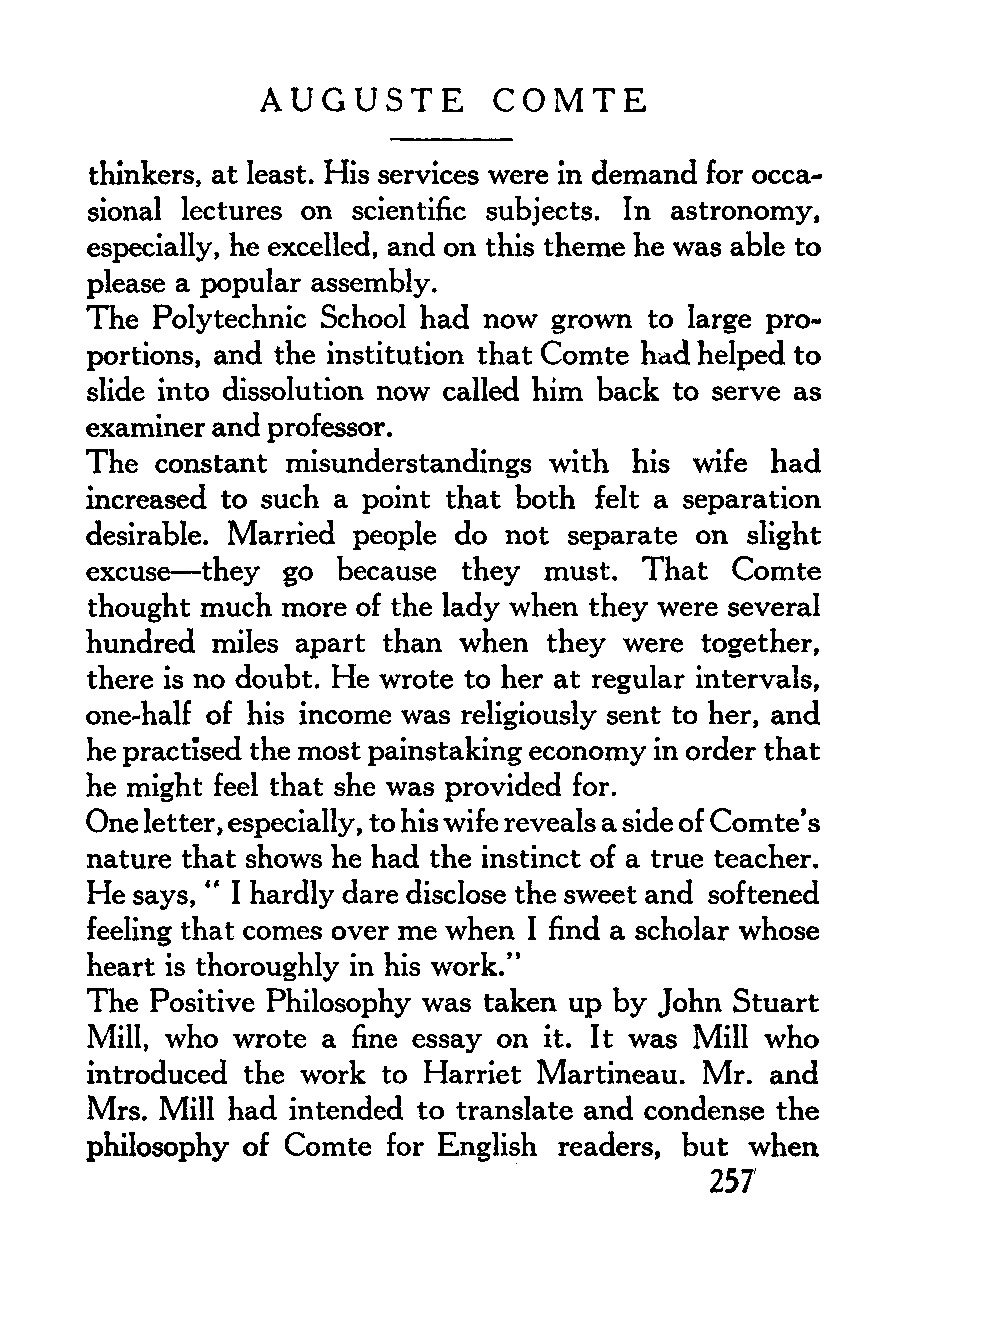 AUGUSTE COMTE
thinkers, at least. His services were in demand for occa-
sional lectures on scientific subjects. In astronomy,
especially, he excelled, and on this theme he was able to
please a popular assembly.
The Polytechnic School had now grown to large pro-
portions, and the institution that Comte had helped to
slide into dissolution now called him back to serve as
examiner and professor.
The constant misunderstandings with his wife had
increased to such a point that both felt a separation
desirable. Married people do not separate on slight
excuse—they go because they must. That Comte
thought much more of the lady when they were several
hundred miles apart than when they were together,
there is no doubt. He wrote to her at regular intervals,
one-half of his income was religiously sent to her, and
he practised the most painstaking economy in order that
he might feel that she was provided for.
One letter, especially, to his wife reveals a side of Comte's
nature that shows he had the instinct of a true teacher.
He says, " I hardly dare disclose the sweet and softened
feeling that comes over me when I find a scholar whose
heart is thoroughly in his work."
The Positive Philosophy was taken up by John Stuart
Mill, who wrote a fine essay on it. It was Mill who
introduced the work to Harriet Martineau. Mr. and
Mrs. Mill had intended to translate and condense the
philosophy of Comte for English readers, but when
257